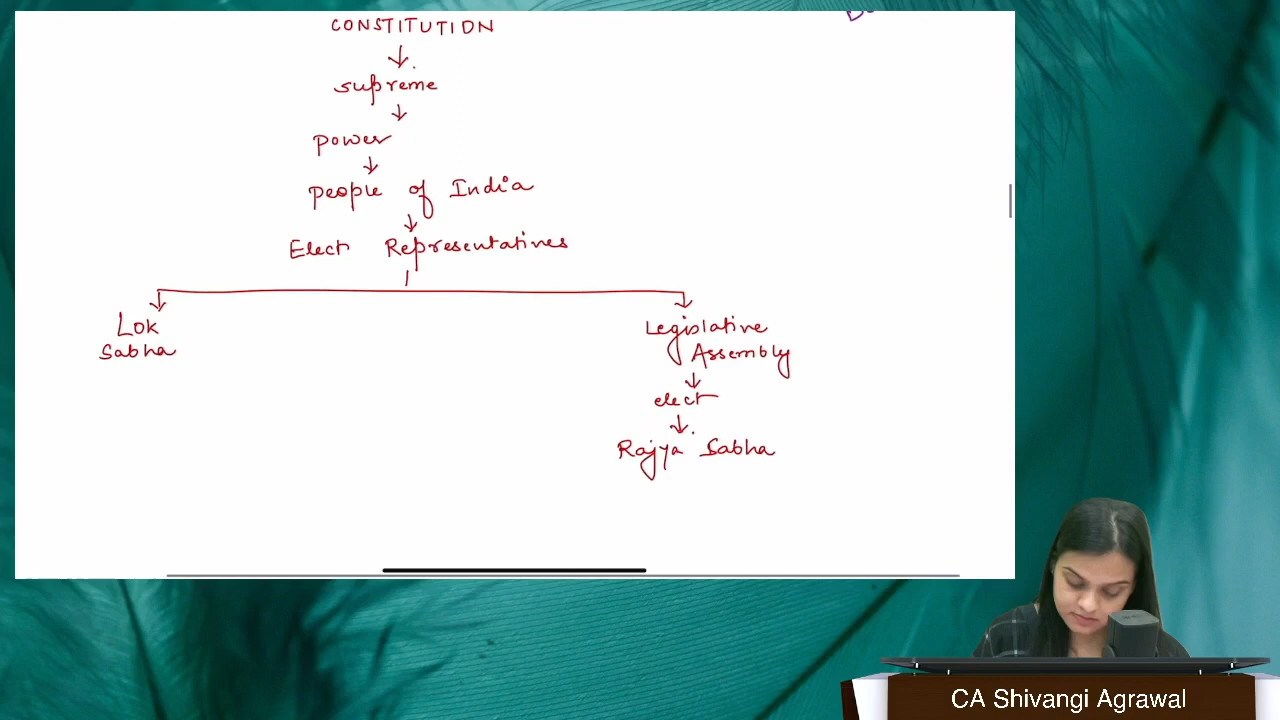 CONSTITUTION
supreme
power
people of India
Elect Representatives
Lok
Sabha
Legislative
Assembly
elect
Rajya Sabha
CA Shivangi Agrawal